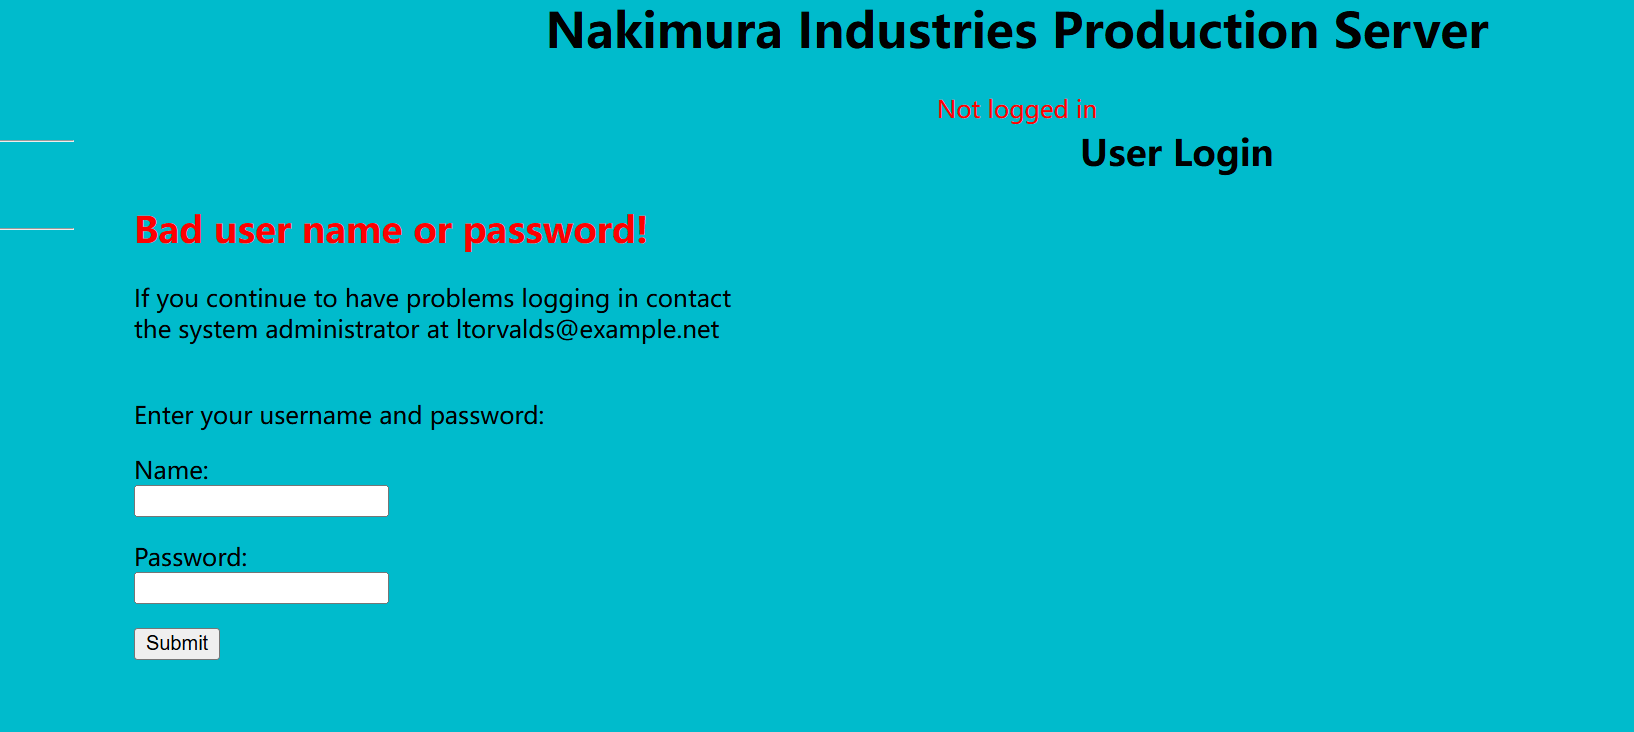 Nakimura Industries Production Server
Not logged in
User Login
Bad user name or password!
If you continue to have problems logging in contact
the system administrator at ltorvalds@example.net
Enter your username and password:
Name:
Password:
Submit